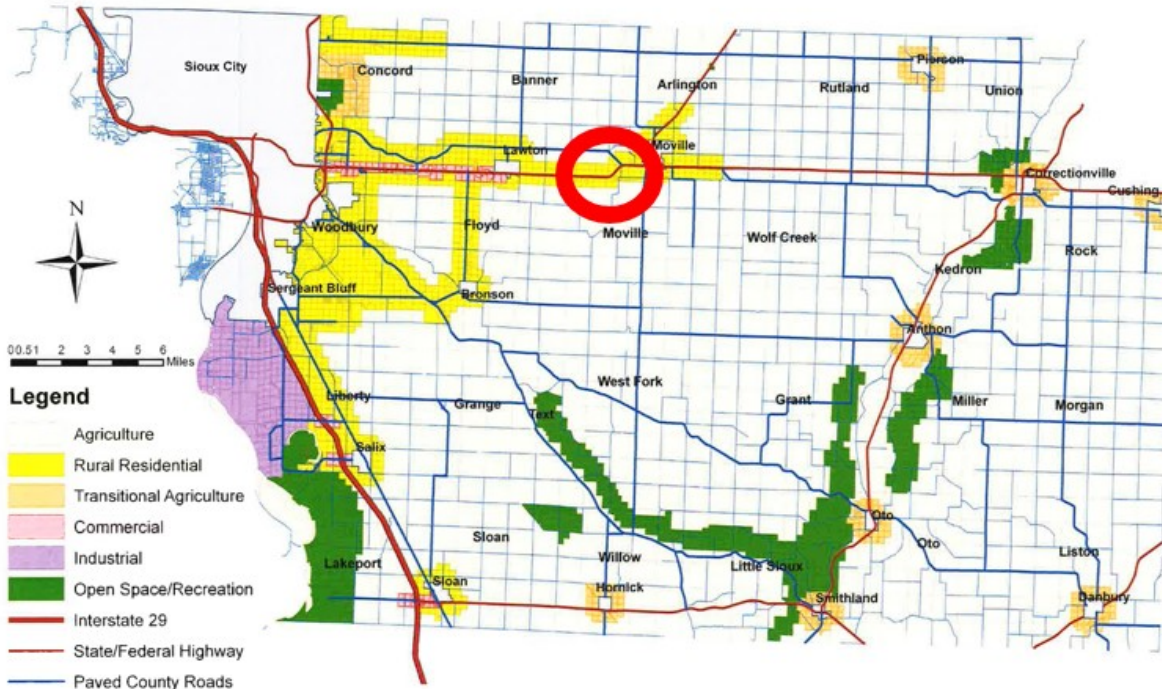 Sioux City
Concord
Banner
Arlington
Rutland
Pierson
Union
Lawton
Moville
Correctionville
Cushing
N
Woodbury
Floyd
Moville
Wolf Creek
Rock
Kedron
Sergeant Bluff
Bronson
Anthon
0 0.5 1 2 3 4 5 6
Miles
Legend
Agriculture
Rural Residential
Transitional Agriculture
Commercial
Industrial
Open Space/Recreation
Interstate 29
State/Federal Highway
Paved County Roads
Liberty
Grange
West Fork
Grant
Miller
Morgan
Text
Salix
Sloan
Oto
Oto
Lakeport
Willow
Little Sioux
Liston
Sloan
Hornick
Smithland
Danbury